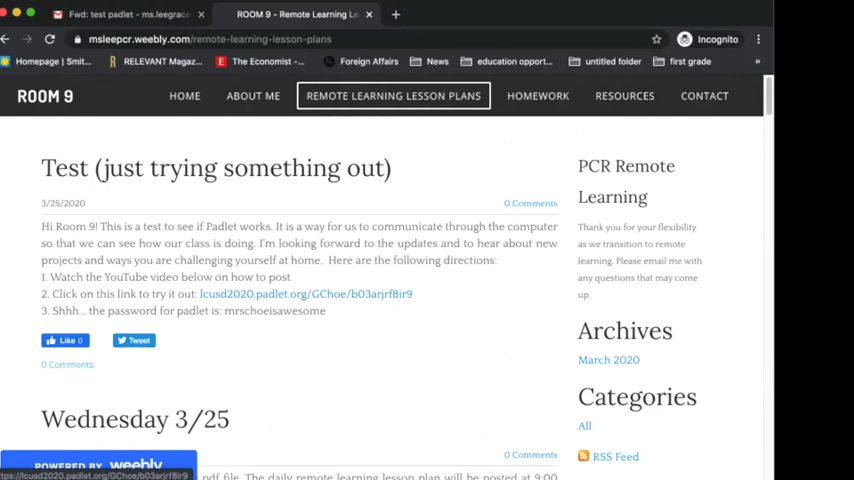 Fwd: test padlet - ms.leegrace
ROOM 9 - Remote Learning Le
msleepcr.weebly.com/remote-learning-lesson-plans
Incognito
Homepage | Smit...
RELEVANT Magaz...
The Economist -...
Foreign Affairs
News
education opport...
untitled folder
first grade
»
ROOM 9
HOME
ABOUT ME
REMOTE LEARNING LESSON PLANS
HOMEWORK
RESOURCES
CONTACT
Test (just trying something out)
3/25/2020
0 Comments
Hi Room 9! This is a test to see if Padlet works. It is a way for us to communicate through the computer
so that we can see how our class is doing. I'm looking forward to the updates and to hear about new
projects and ways you are challenging yourself at home. Here are the following directions:
1. Watch the YouTube video below on how to post.
2. Click on this link to try it out: lcusd2020.padlet.org/GChoe/b03arjrf8ir9
3. Shhh... the password for padlet is: mrschoeisawesome
Like 0
Tweet
0 Comments
Wednesday 3/25
0 Comments
pdf file. The daily remote learning lesson plan will be posted at 9:00
POWERED BY weebly
ttps://lcusd2020.padlet.org/GChoe/b03arjrf8ir9
PCR Remote
Learning
Thank you for your flexibility
as we transition to remote
learning. Please email me with
any questions that may come
up.
Archives
March 2020
Categories
All
RSS Feed